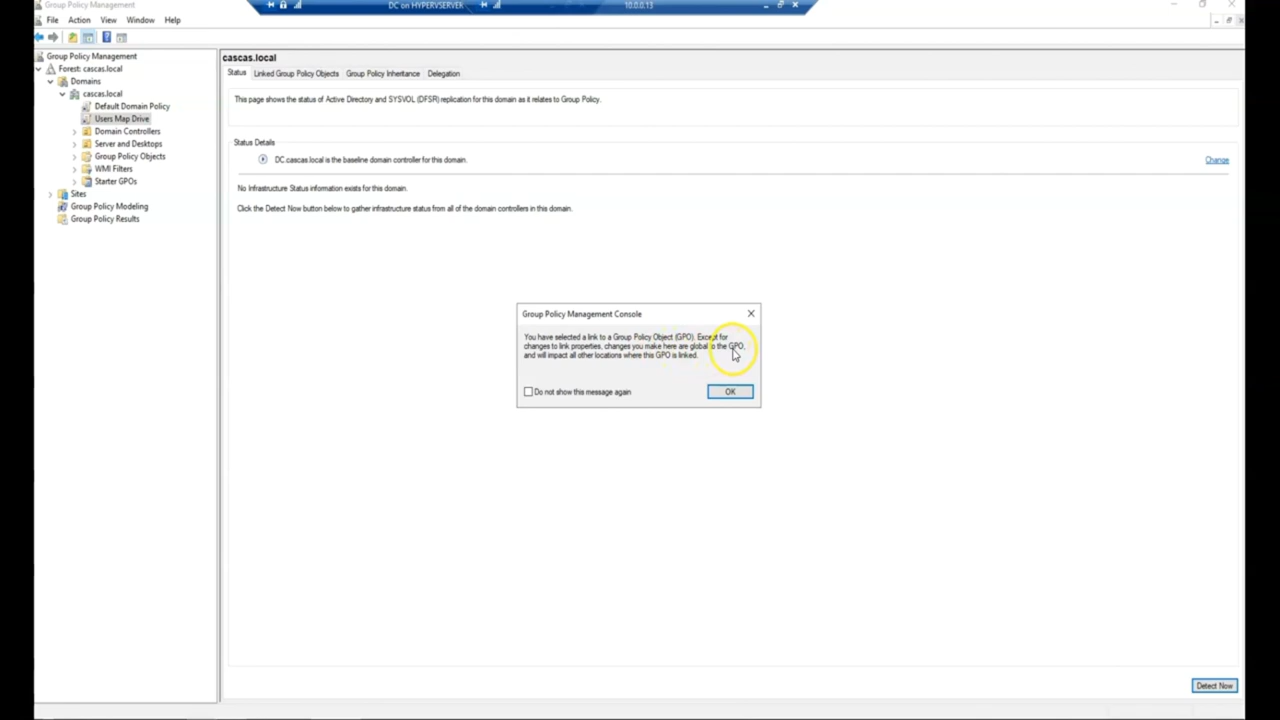 Group Policy Management
DC on HYPERVSERVER
10.0.0.13
File Action View Window Help
Group Policy Management
Forest: cascas.local
Domains
cascas.local
Default Domain Policy
Users Map Drive
Domain Controllers
Server and Desktops
Group Policy Objects
WMI Filters
Starter GPOs
Sites
Group Policy Modeling
Group Policy Results
cascas.local
Status Linked Group Policy Objects Group Policy Inheritance Delegation
This page shows the status of Active Directory and SYSVOL (DFSR) replication for this domain as it relates to Group Policy.
Status Details
DC.cascas.local is the baseline domain controller for this domain.
Change
No Infrastructure Status information exists for this domain.
Click the Detect Now button below to gather infrastructure status from all of the domain controllers in this domain.
Group Policy Management Console
You have selected a link to a Group Policy Object (GPO). Except for
changes to link properties, changes you make here are global to the GPO,
and will impact all other locations where this GPO is linked.
Do not show this message again
OK
Detect Now